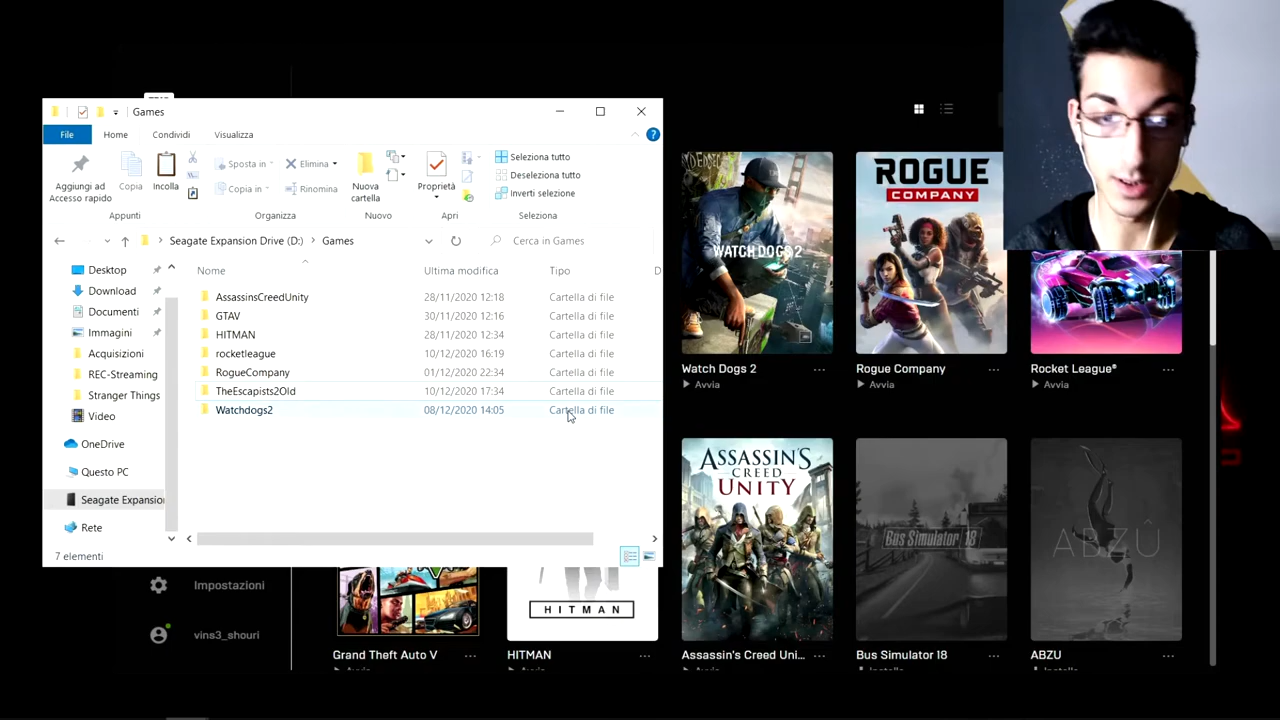 Games
File Home Condividi Visualizza
Aggiungi ad Accesso rapido
Copia
Incolla
Sposta in
Copia in
Elimina
Rinomina
Nuova cartella
Proprietà
Seleziona tutto
Deseleziona tutto
Inverti selezione
Appunti Organizza Nuovo Apri Seleziona
Seagate Expansion Drive (D:) Games
Cerca in Games
Nome Ultima modifica Tipo D
Desktop
Download
Documenti
Immagini
Acquisizioni
REC-Streaming
Stranger Things
Video
OneDrive
Questo PC
Seagate Expansio
Rete
AssassinsCreedUnity 28/11/2020 12:18 Cartella di file
GTAV 30/11/2020 12:16 Cartella di file
HITMAN 28/11/2020 12:34 Cartella di file
rocketleague 10/12/2020 16:19 Cartella di file
RogueCompany 01/12/2020 22:34 Cartella di file
TheEscapists2Old 10/12/2020 17:34 Cartella di file
Watchdogs2 08/12/2020 14:05 Cartella di file
7 elementi
Impostazioni
vins3_shouri
WATCH DOGS 2
ROGUE COMPANY
Watch Dogs 2
Avvia
Rogue Company
Avvia
Rocket League®
Avvia
ASSASSIN'S CREED UNITY
Bus Simulator 18
ABZÛ
HITMAN
Grand Theft Auto V
HITMAN
Assassin's Creed Uni...
Bus Simulator 18
ABZU